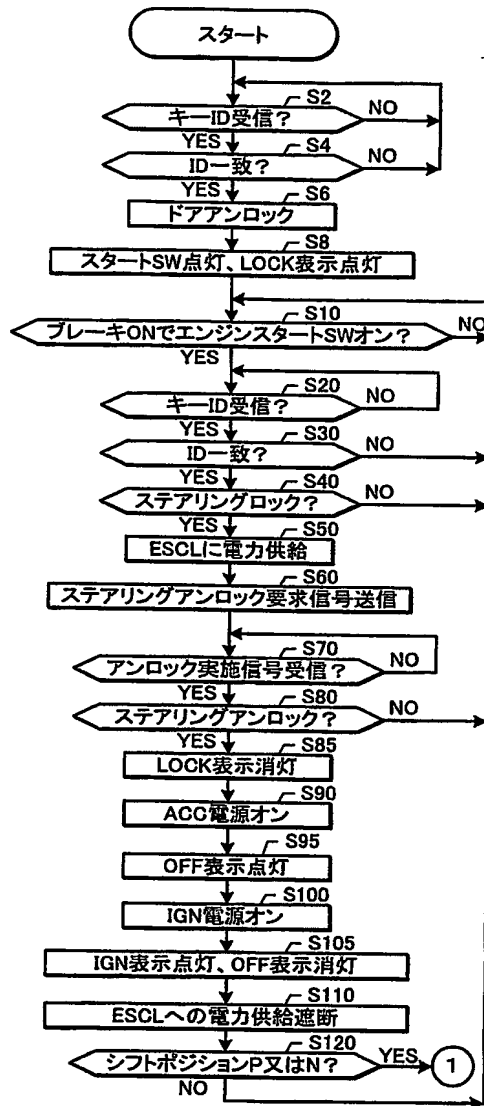 スタート
S2
キーID受信?
NO
YES
S4
ID一致?
NO
YES
S6
ドアアンロック
S8
スタートSW点灯、LOCK表示点灯
S10
ブレーキONでエンジンスタートSWオン?
NO
YES
S20
キーID受信?
NO
YES
S30
ID一致?
NO
YES
S40
ステアリングロック?
NO
YES
S50
ESCLに電力供給
S60
ステアリングアンロック要求信号送信
S70
アンロック実施信号受信?
NO
YES
S80
ステアリングアンロック?
NO
YES
S85
LOCK表示消灯
S90
ACC電源オン
S95
OFF表示点灯
S100
IGN電源オン
S105
IGN表示点灯、OFF表示消灯
S110
ESCLへの電力供給遮断
S120
シフトポジションP又はN?
YES
1
NO